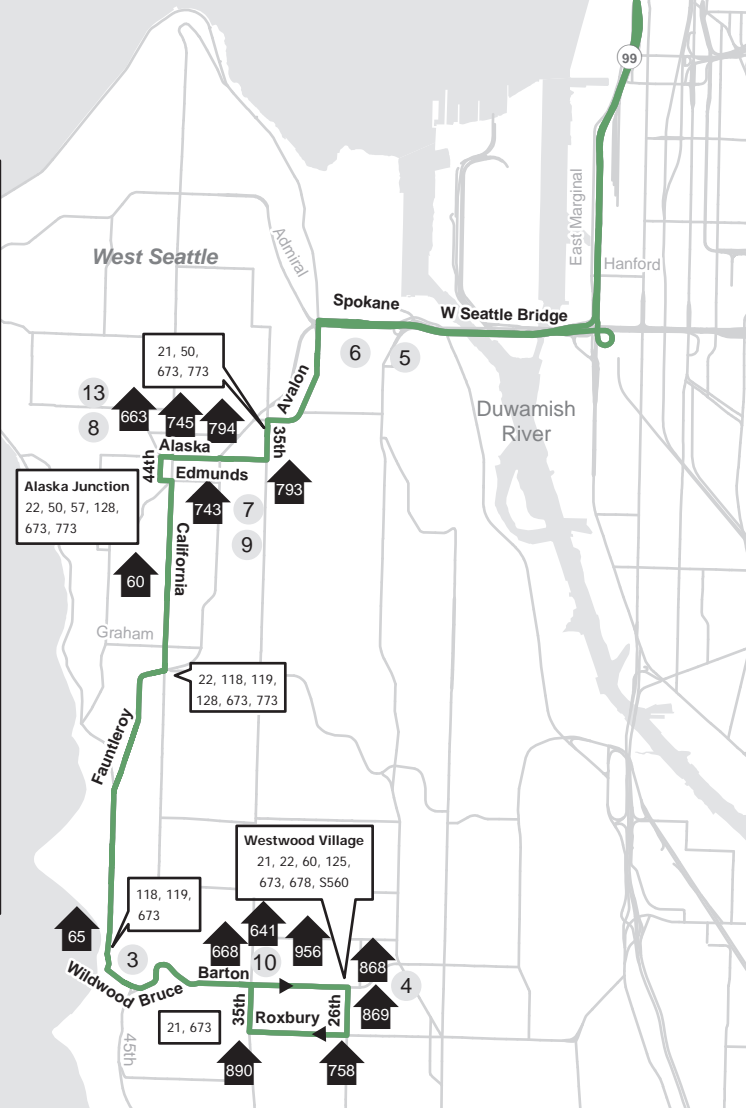 99
East Marginal
Admiral
Hanford
West Seattle
Spokane
W Seattle Bridge
21, 50,
673, 773
6
5
Avalon
13
8
663
745
794
Duwamish
River
35th
Alaska
44th
Edmunds
793
Alaska Junction
22, 50, 57, 128,
673, 773
743
7
9
California
60
Graham
22, 118, 119,
128, 673, 773
Fauntleroy
Westwood Village
21, 22, 60, 125,
673, 678, S560
118, 119,
673
65
3
668
641
956
10
868
4
Wildwood
Bruce
Barton
869
35th
Roxbury
26th
21, 673
45th
890
758